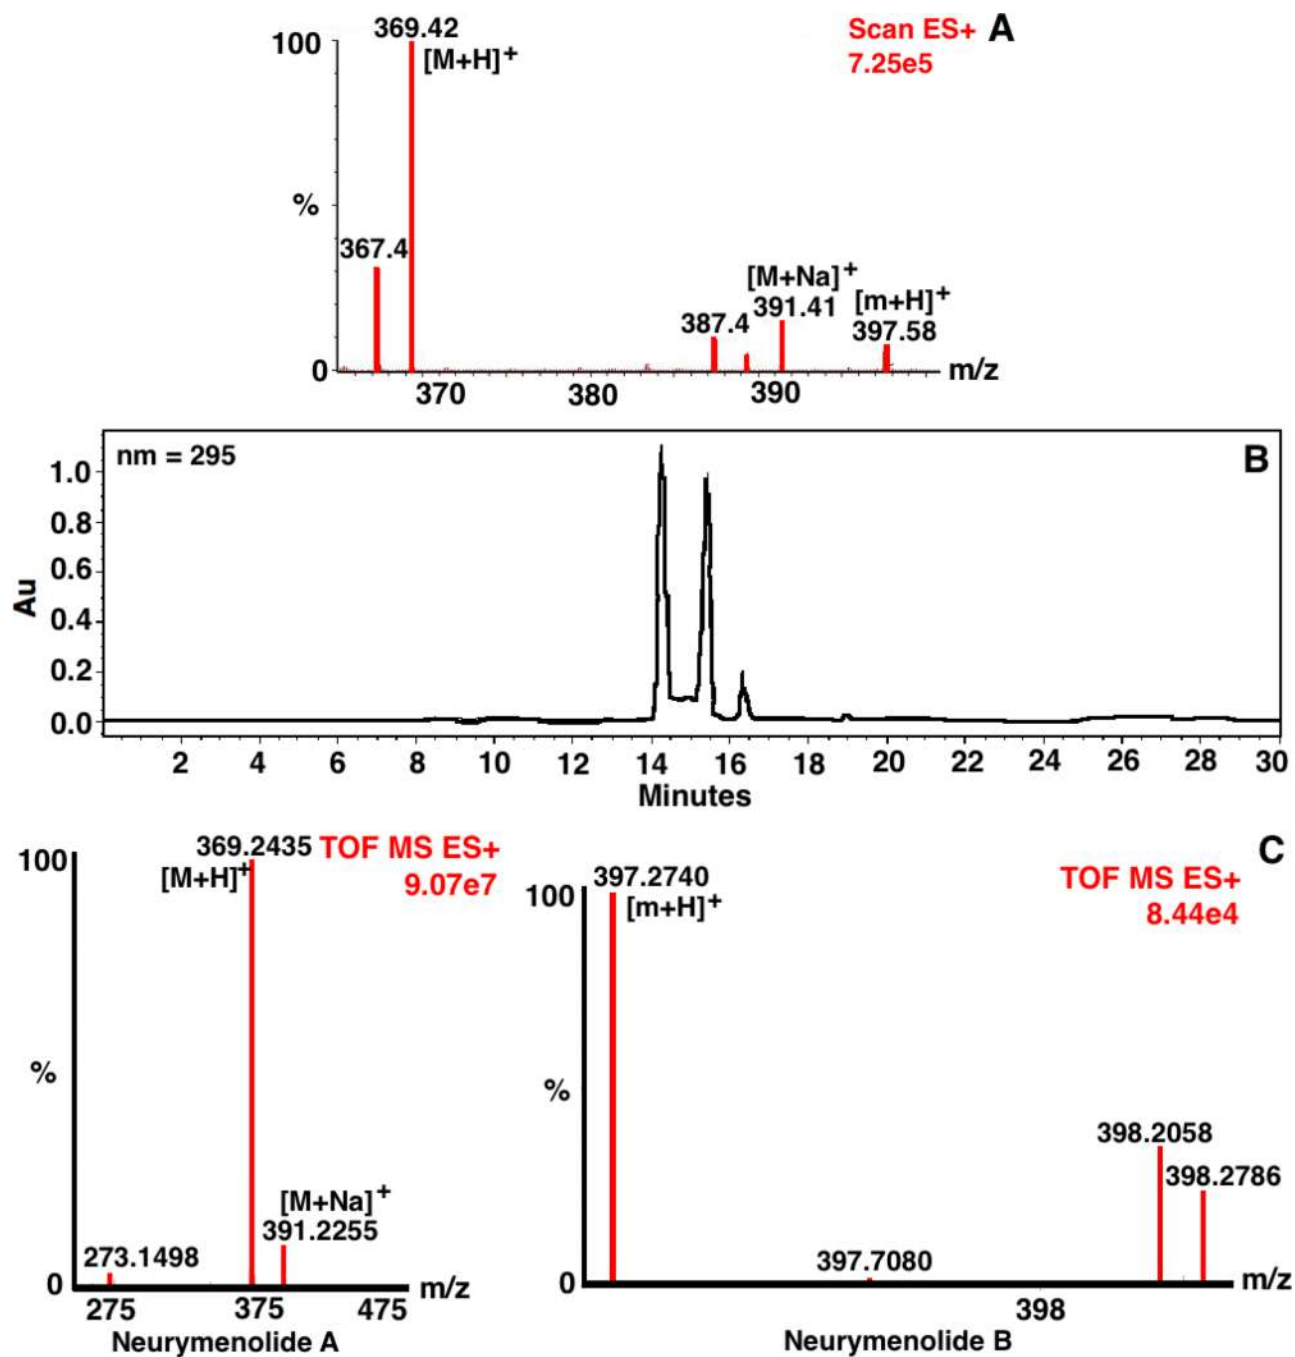 369.42
100
[M+H]+
Scan ES+ A
7.25e5
%
367.4
[M+Na]+
391.41
[m+H]+
397.58
387.4
0
m/z
370 380 390
nm = 295
B
1.0
0.8
0.6
0.4
0.2
0.0
Au
2 4 6 8 10 12 14 16 18 20 22 24 26 28 30
Minutes
C
369.2435
TOF MS ES+
9.07e7
100
[M+H]+
%
[M+Na]+
391.2255
273.1498
0
m/z
275 375 475
Neurymenolide A
397.2740
[m+H]+
100
TOF MS ES+
8.44e4
%
398.2058
398.2786
397.7080
0
m/z
398
Neurymenolide B